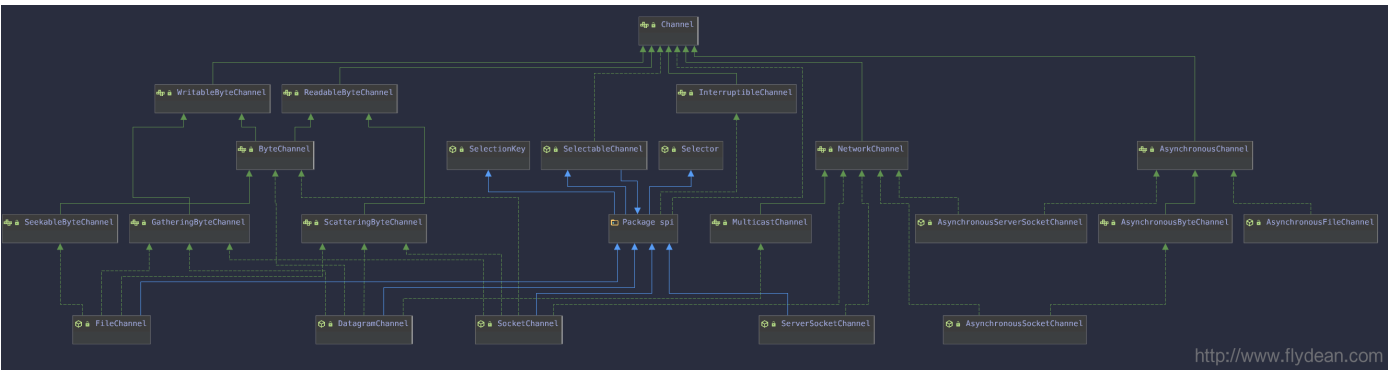 Channel
WritableByteChannel
ReadableByteChannel
InterruptibleChannel
ByteChannel
SelectionKey
SelectableChannel
Selector
NetworkChannel
AsynchronousChannel
SeekableByteChannel
GatheringByteChannel
ScatteringByteChannel
Package spi
MulticastChannel
AsynchronousServerSocketChannel
AsynchronousByteChannel
AsynchronousFileChannel
FileChannel
DatagramChannel
SocketChannel
ServerSocketChannel
AsynchronousSocketChannel
http://www.flydean.com